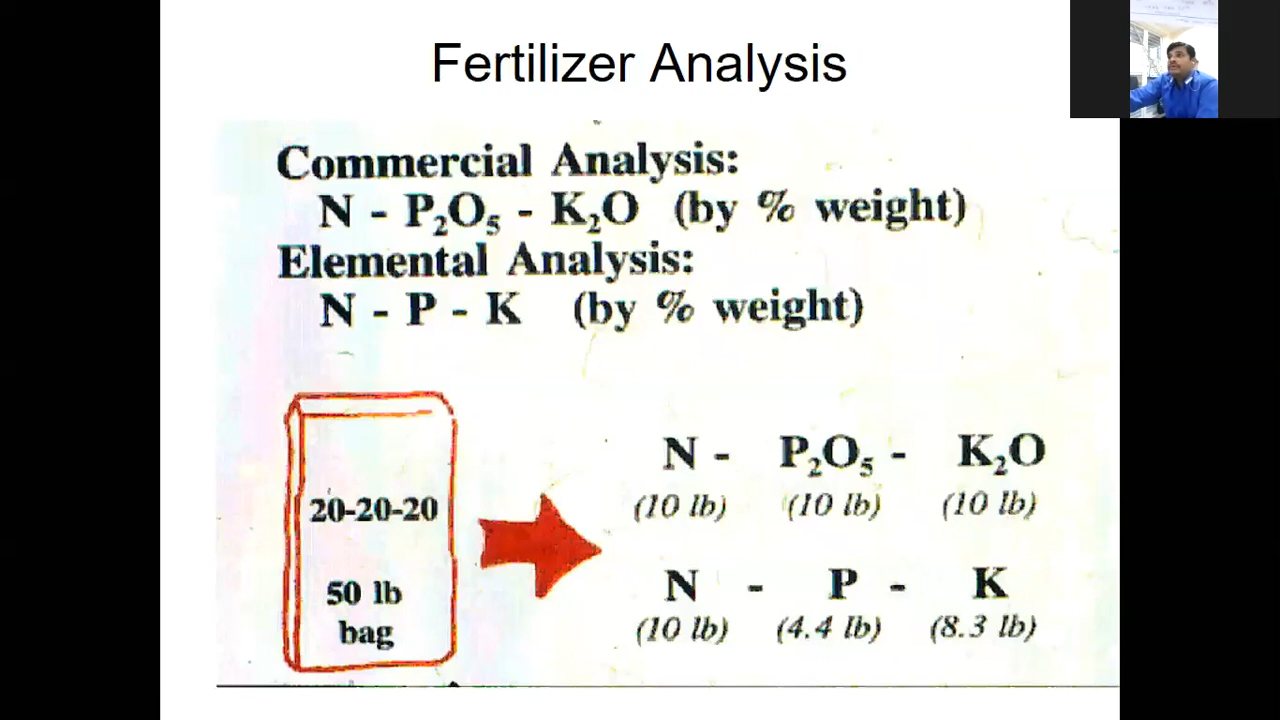 Fertilizer Analysis
Commercial Analysis:
N - P₂O₅ - K₂O (by % weight)
Elemental Analysis:
N - P - K (by % weight)
20-20-20
50 lb
bag
N - P₂O₅ - K₂O
(10 lb) (10 lb) (10 lb)
N - P - K
(10 lb) (4.4 lb) (8.3 lb)